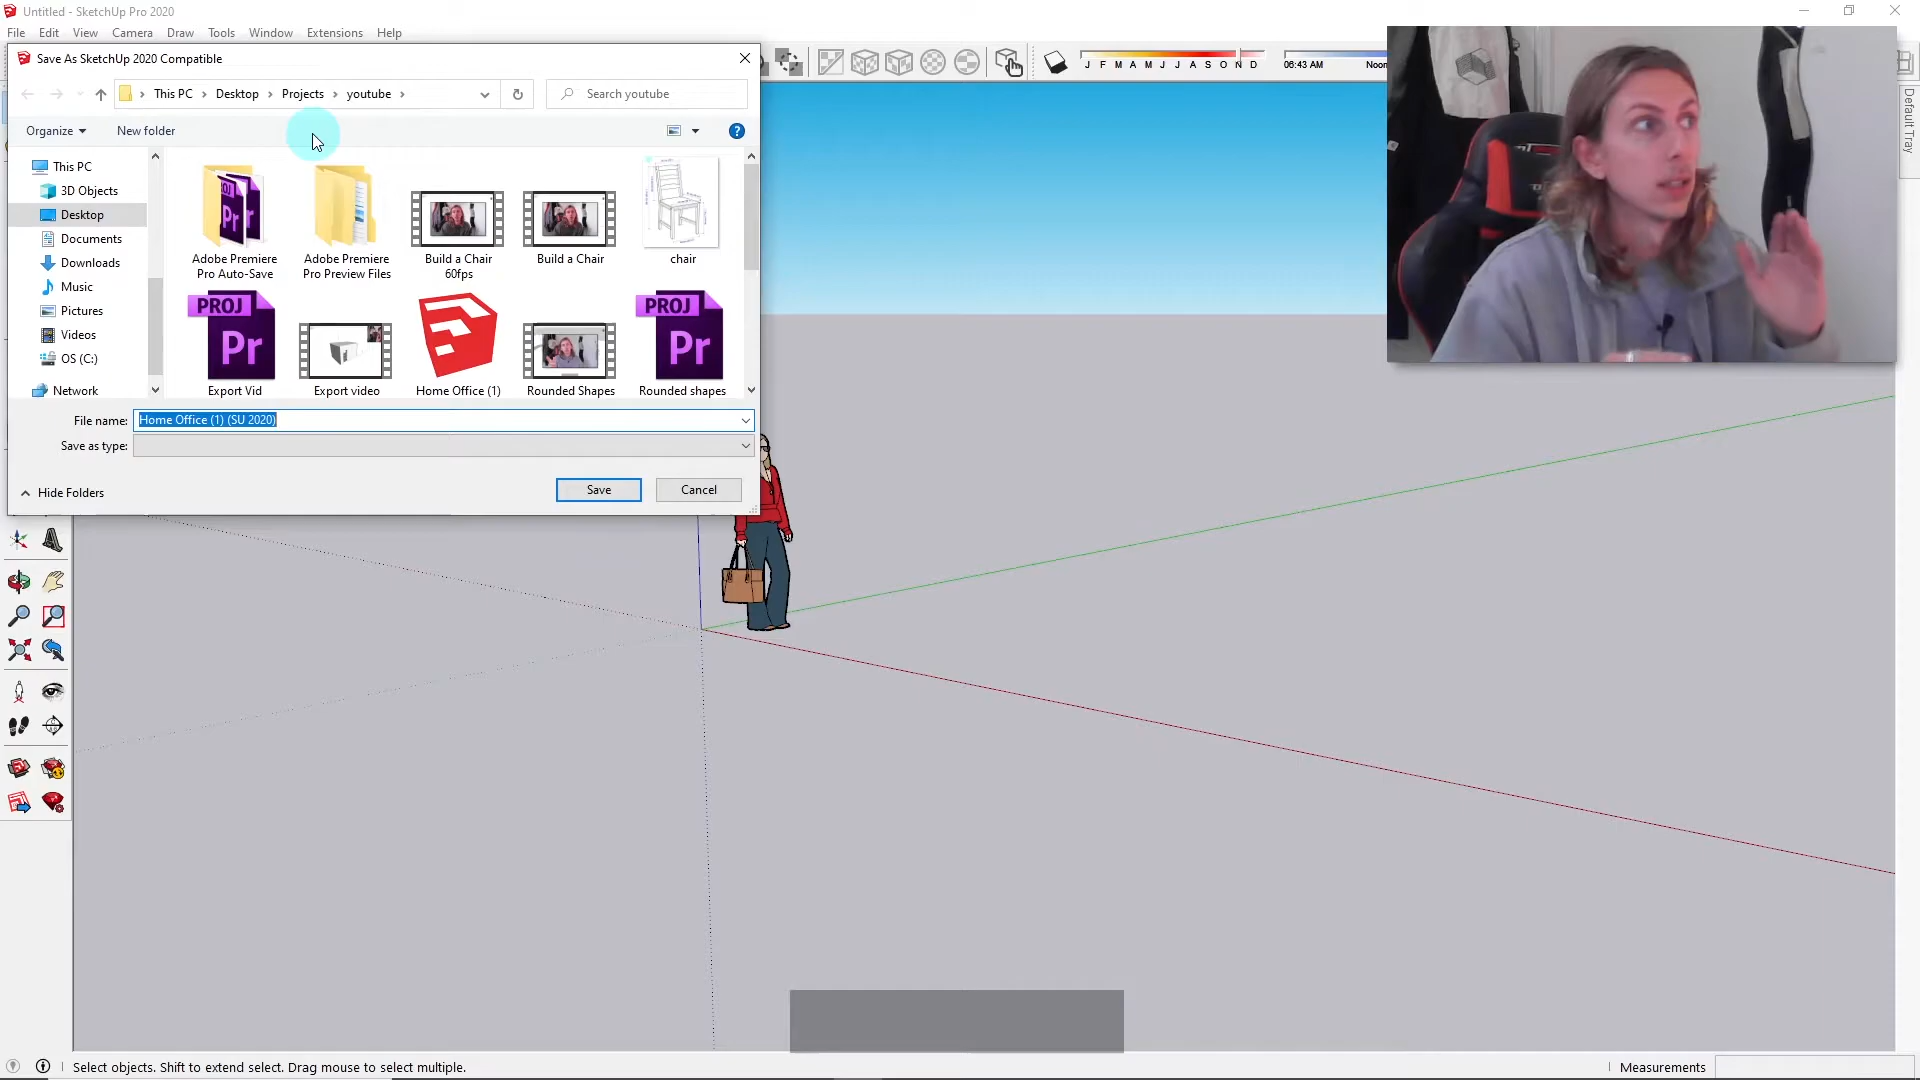 Untitled - SketchUp Pro 2020
File Edit View Camera Draw Tools Window Extensions Help
Save As SketchUp 2020 Compatible
This PC > Desktop > Projects > youtube >
Search youtube
Organize
New folder
This PC
3D Objects
Desktop
Documents
Downloads
Music
Pictures
Videos
OS (C:)
Network
Adobe Premiere
Pro Auto-Save
Adobe Premiere
Pro Preview Files
Build a Chair
60fps
Build a Chair
chair
PROJ
Pr
Export Vid
Export video
Home Office (1)
Rounded Shapes
PROJ
Pr
Rounded shapes
File name: Home Office (1) (SU 2020)
Save as type:
Hide Folders
Save
Cancel
J F M A M J J A S O N D
06:43 AM Noon
Default Tray
Select objects. Shift to extend select. Drag mouse to select multiple.
Measurements